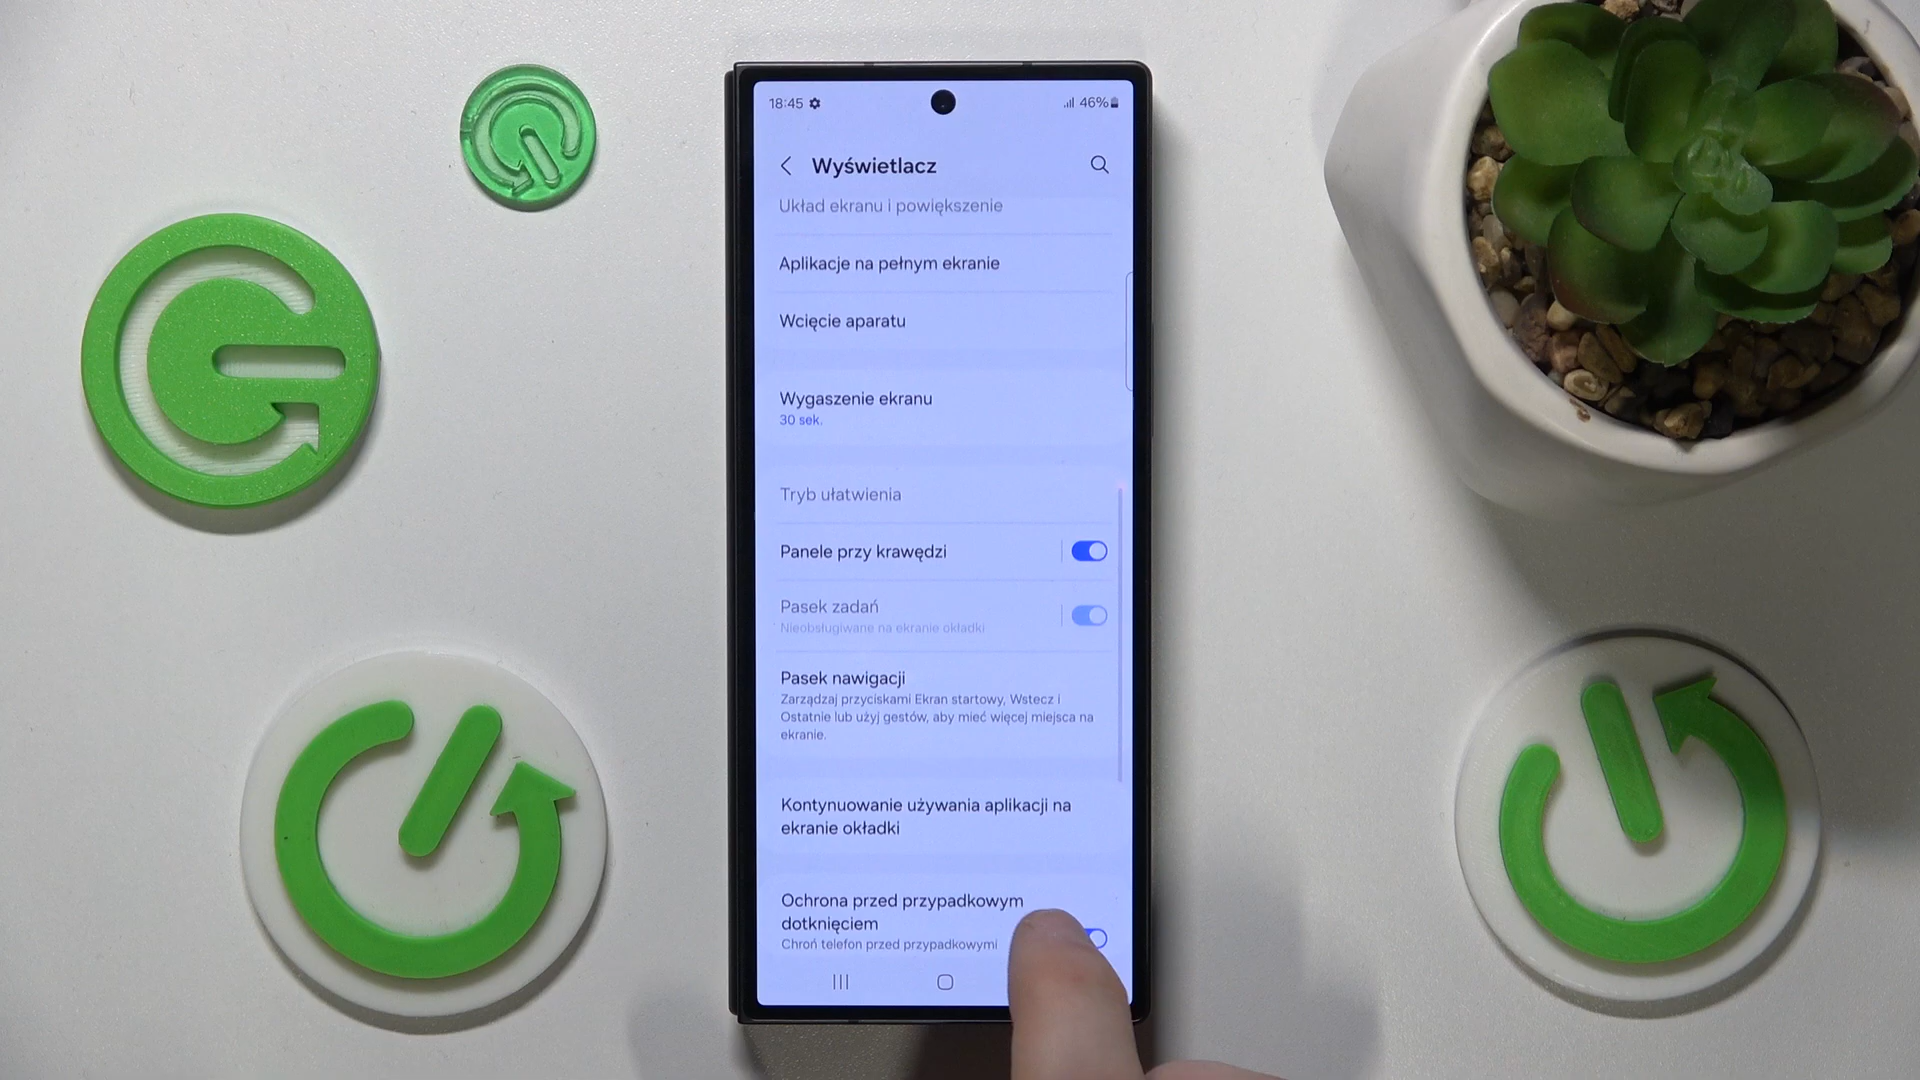 18:45
46%
Wyświetlacz
Układ ekranu i powiększenie
Aplikacje na pełnym ekranie
Wcięcie aparatu
Wygaszenie ekranu
30 sek.
Tryb ułatwienia
Panele przy krawędzi
Pasek zadań
Nieobsługiwane na ekranie okładki
Pasek nawigacji
Zarządzaj przyciskami Ekran startowy, Wstecz i
Ostatnie lub użyj gestów, aby mieć więcej miejsca na
ekranie.
Kontynuowanie używania aplikacji na
ekranie okładki
Ochrona przed przypadkowym
dotknięciem
Chroń telefon przed przypadkowymi